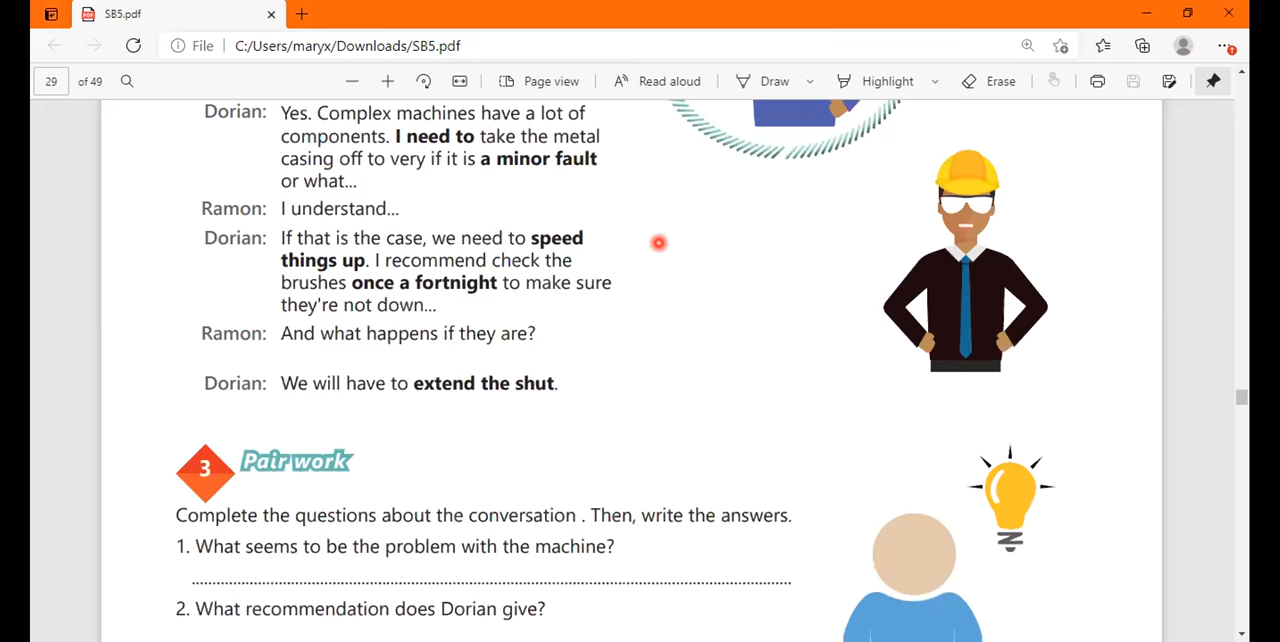 SB5.pdf
File
C:/Users/maryx/Downloads/SB5.pdf
29 of 49
Page view
Read aloud
Draw
Highlight
Erase
Dorian: Yes. Complex machines have a lot of
components. I need to take the metal
casing off to very if it is a minor fault
or what...
Ramon: I understand...
Dorian: If that is the case, we need to speed
things up. I recommend check the
brushes once a fortnight to make sure
they're not down...
Ramon: And what happens if they are?
Dorian: We will have to extend the shut.
3 Pair work
Complete the questions about the conversation . Then, write the answers.
1. What seems to be the problem with the machine?
2. What recommendation does Dorian give?